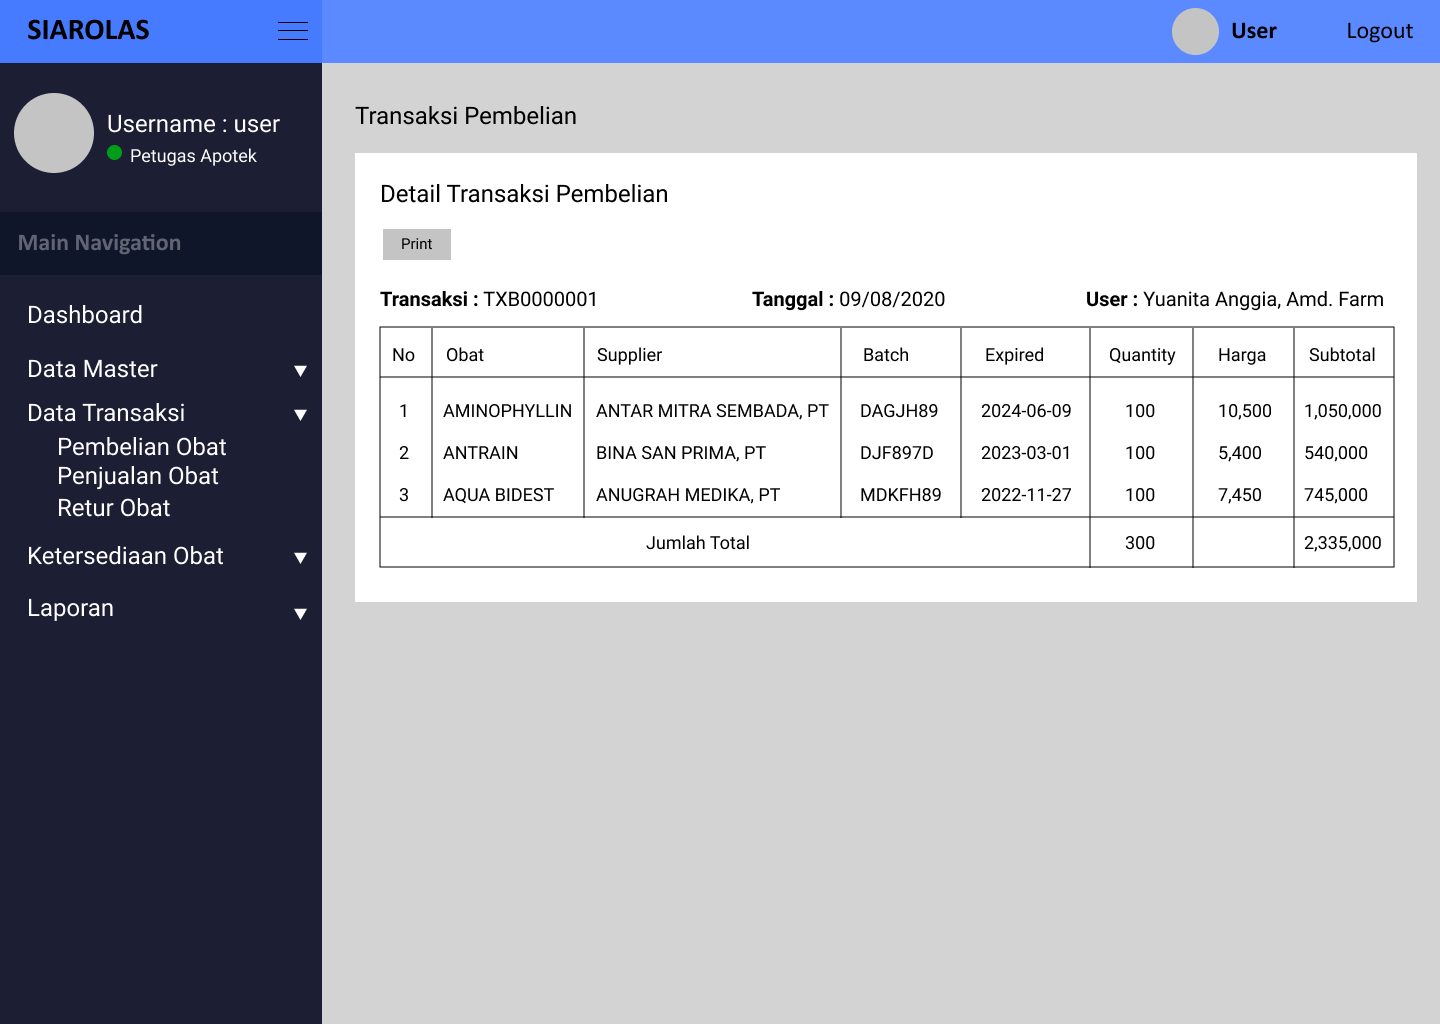 SIAROLAS
User
Logout
Username : user
Petugas Apotek
Main Navigation
Dashboard
Data Master
Data Transaksi
Pembelian Obat
Penjualan Obat
Retur Obat
Ketersediaan Obat
Laporan
Transaksi Pembelian
Detail Transaksi Pembelian
Print
Transaksi : TXB0000001 Tanggal : 09/08/2020 User : Yuanita Anggia, Amd. Farm
No Obat Supplier Batch Expired Quantity Harga Subtotal
1 AMINOPHYLLIN ANTAR MITRA SEMBADA, PT DAGJH89 2024-06-09 100 10,500 1,050,000
2 ANTRAIN BINA SAN PRIMA, PT DJF897D 2023-03-01 100 5,400 540,000
3 AQUA BIDEST ANUGRAH MEDIKA, PT MDKFH89 2022-11-27 100 7,450 745,000
Jumlah Total 300 2,335,000